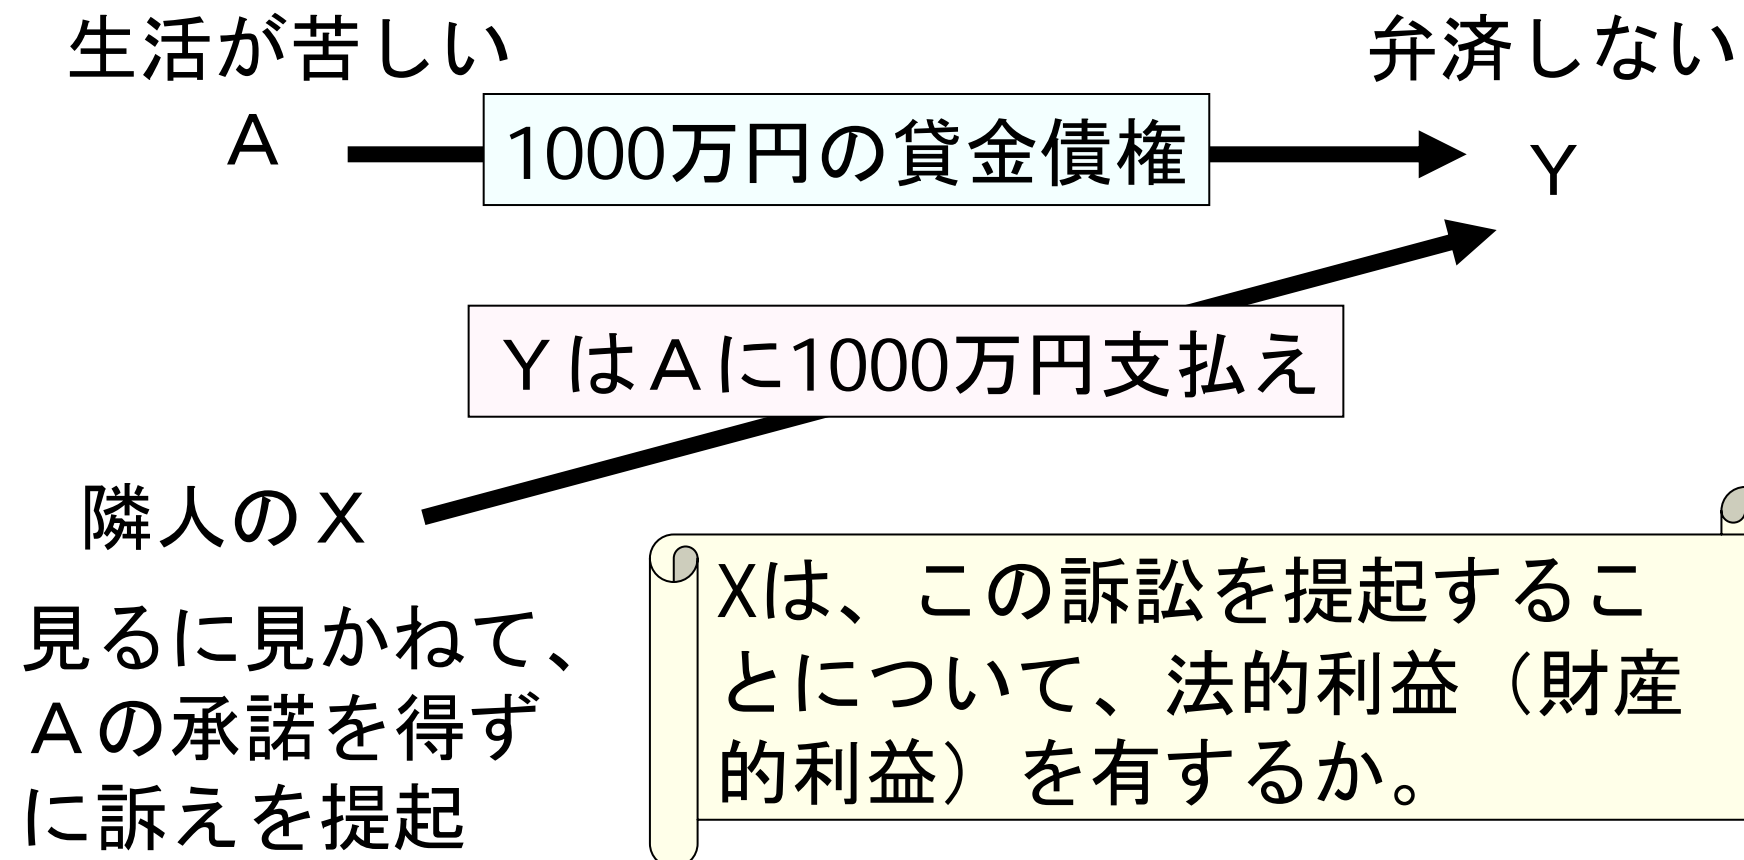 生活が苦しい
弁済しない
Ａ
1000万円の貸金債権
Ｙ
ＹはＡに1000万円支払え
隣人のＸ
見るに見かねて、
Ａの承諾を得ず
に訴えを提起
Xは、この訴訟を提起するこ
とについて、法的利益（財産
的利益）を有するか。